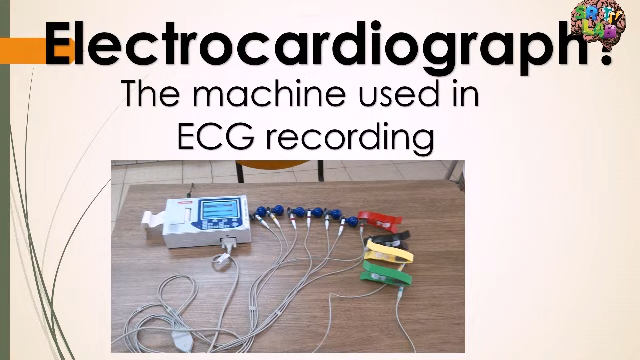 Electrocardiograph?
The machine used in
ECG recording